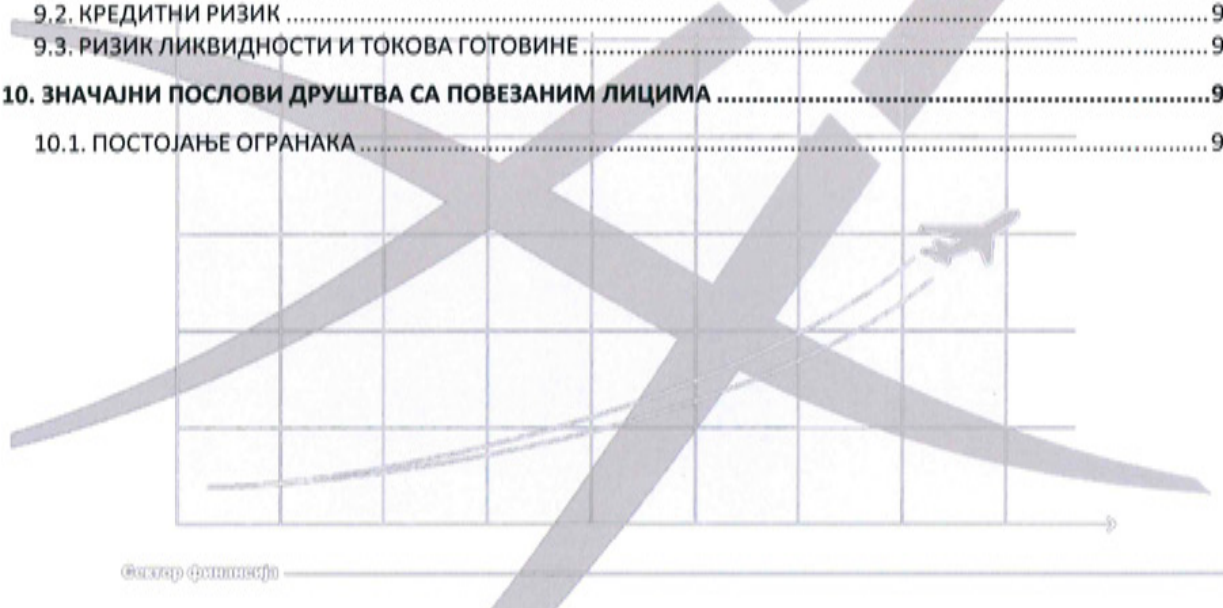 9.2. КРЕДИТНИ РИЗИК ........................................................................................................ 9
9.3. РИЗИК ЛИКВИДНОСТИ И ТОКОВА ГОТОВИНЕ ........................................................................ 9
10. ЗНАЧАЈНИ ПОСЛОВИ ДРУШТВА СА ПОВЕЗАНИМ ЛИЦИМА ........................................................ 9
10.1. ПОСТОЈАЊЕ ОГРАНАКА ................................................................................................ 9
Сектор финансија